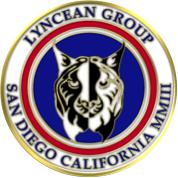 LYNCEAN GROUP
SAN DIEGO CALIFORNIA MMIII